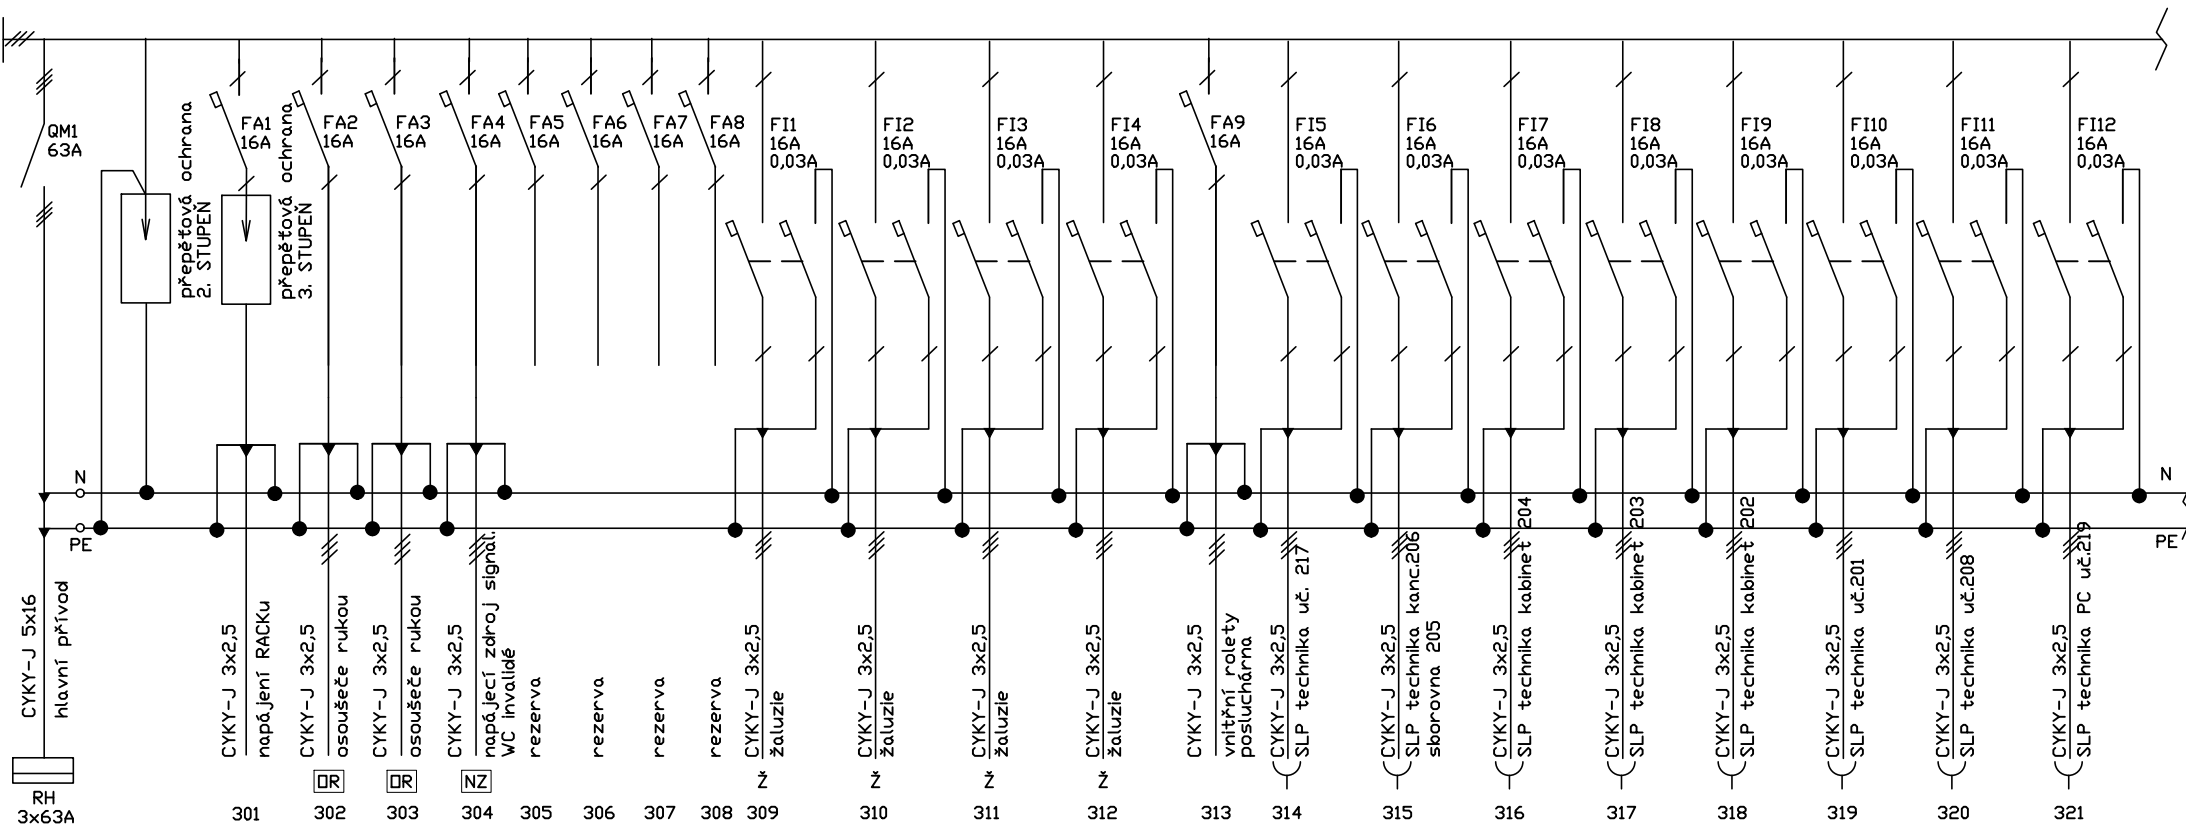 QM1
63A
přepěťová ochrana
2. STUPEŇ
FA1
16A
přepěťová ochrana
3. STUPEŇ
FA2
16A
FA3
16A
FA4
16A
FA5
16A
FA6
16A
FA7
16A
FA8
16A
FI1
16A
0,03A
FI2
16A
0,03A
FI3
16A
0,03A
FI4
16A
0,03A
FA9
16A
FI5
16A
0,03A
FI6
16A
0,03A
FI7
16A
0,03A
FI8
16A
0,03A
FI9
16A
0,03A
FI10
16A
0,03A
FI11
16A
0,03A
FI12
16A
0,03A
N
PE
N
PE
CYKY-J 5x16
hlavní přívod
CYKY-J 3x2,5
napájení RACKu
CYKY-J 3x2,5
osoušeče rukou
CYKY-J 3x2,5
osoušeče rukou
CYKY-J 3x2,5
napájecí zdroj signal.
WC invalidé
rezerva
rezerva
rezerva
rezerva
CYKY-J 3x2,5
žaluzie
CYKY-J 3x2,5
žaluzie
CYKY-J 3x2,5
žaluzie
CYKY-J 3x2,5
žaluzie
CYKY-J 3x2,5
vnitřní rolety
posluchárna
CYKY-J 3x2,5
SLP technika uč. 217
CYKY-J 3x2,5
SLP technika kanc.206
sborovna 205
CYKY-J 3x2,5
SLP technika kabinet 204
CYKY-J 3x2,5
SLP technika kabinet 203
CYKY-J 3x2,5
SLP technika kabinet 202
CYKY-J 3x2,5
SLP technika uč.201
CYKY-J 3x2,5
SLP technika uč.208
CYKY-J 3x2,5
SLP technika PC uč.219
OR
OR
NZ
Ž
Ž
Ž
Ž
RH
3x63A
301
302
303
304
305
306
307
308
309
310
311
312
313
314
315
316
317
318
319
320
321